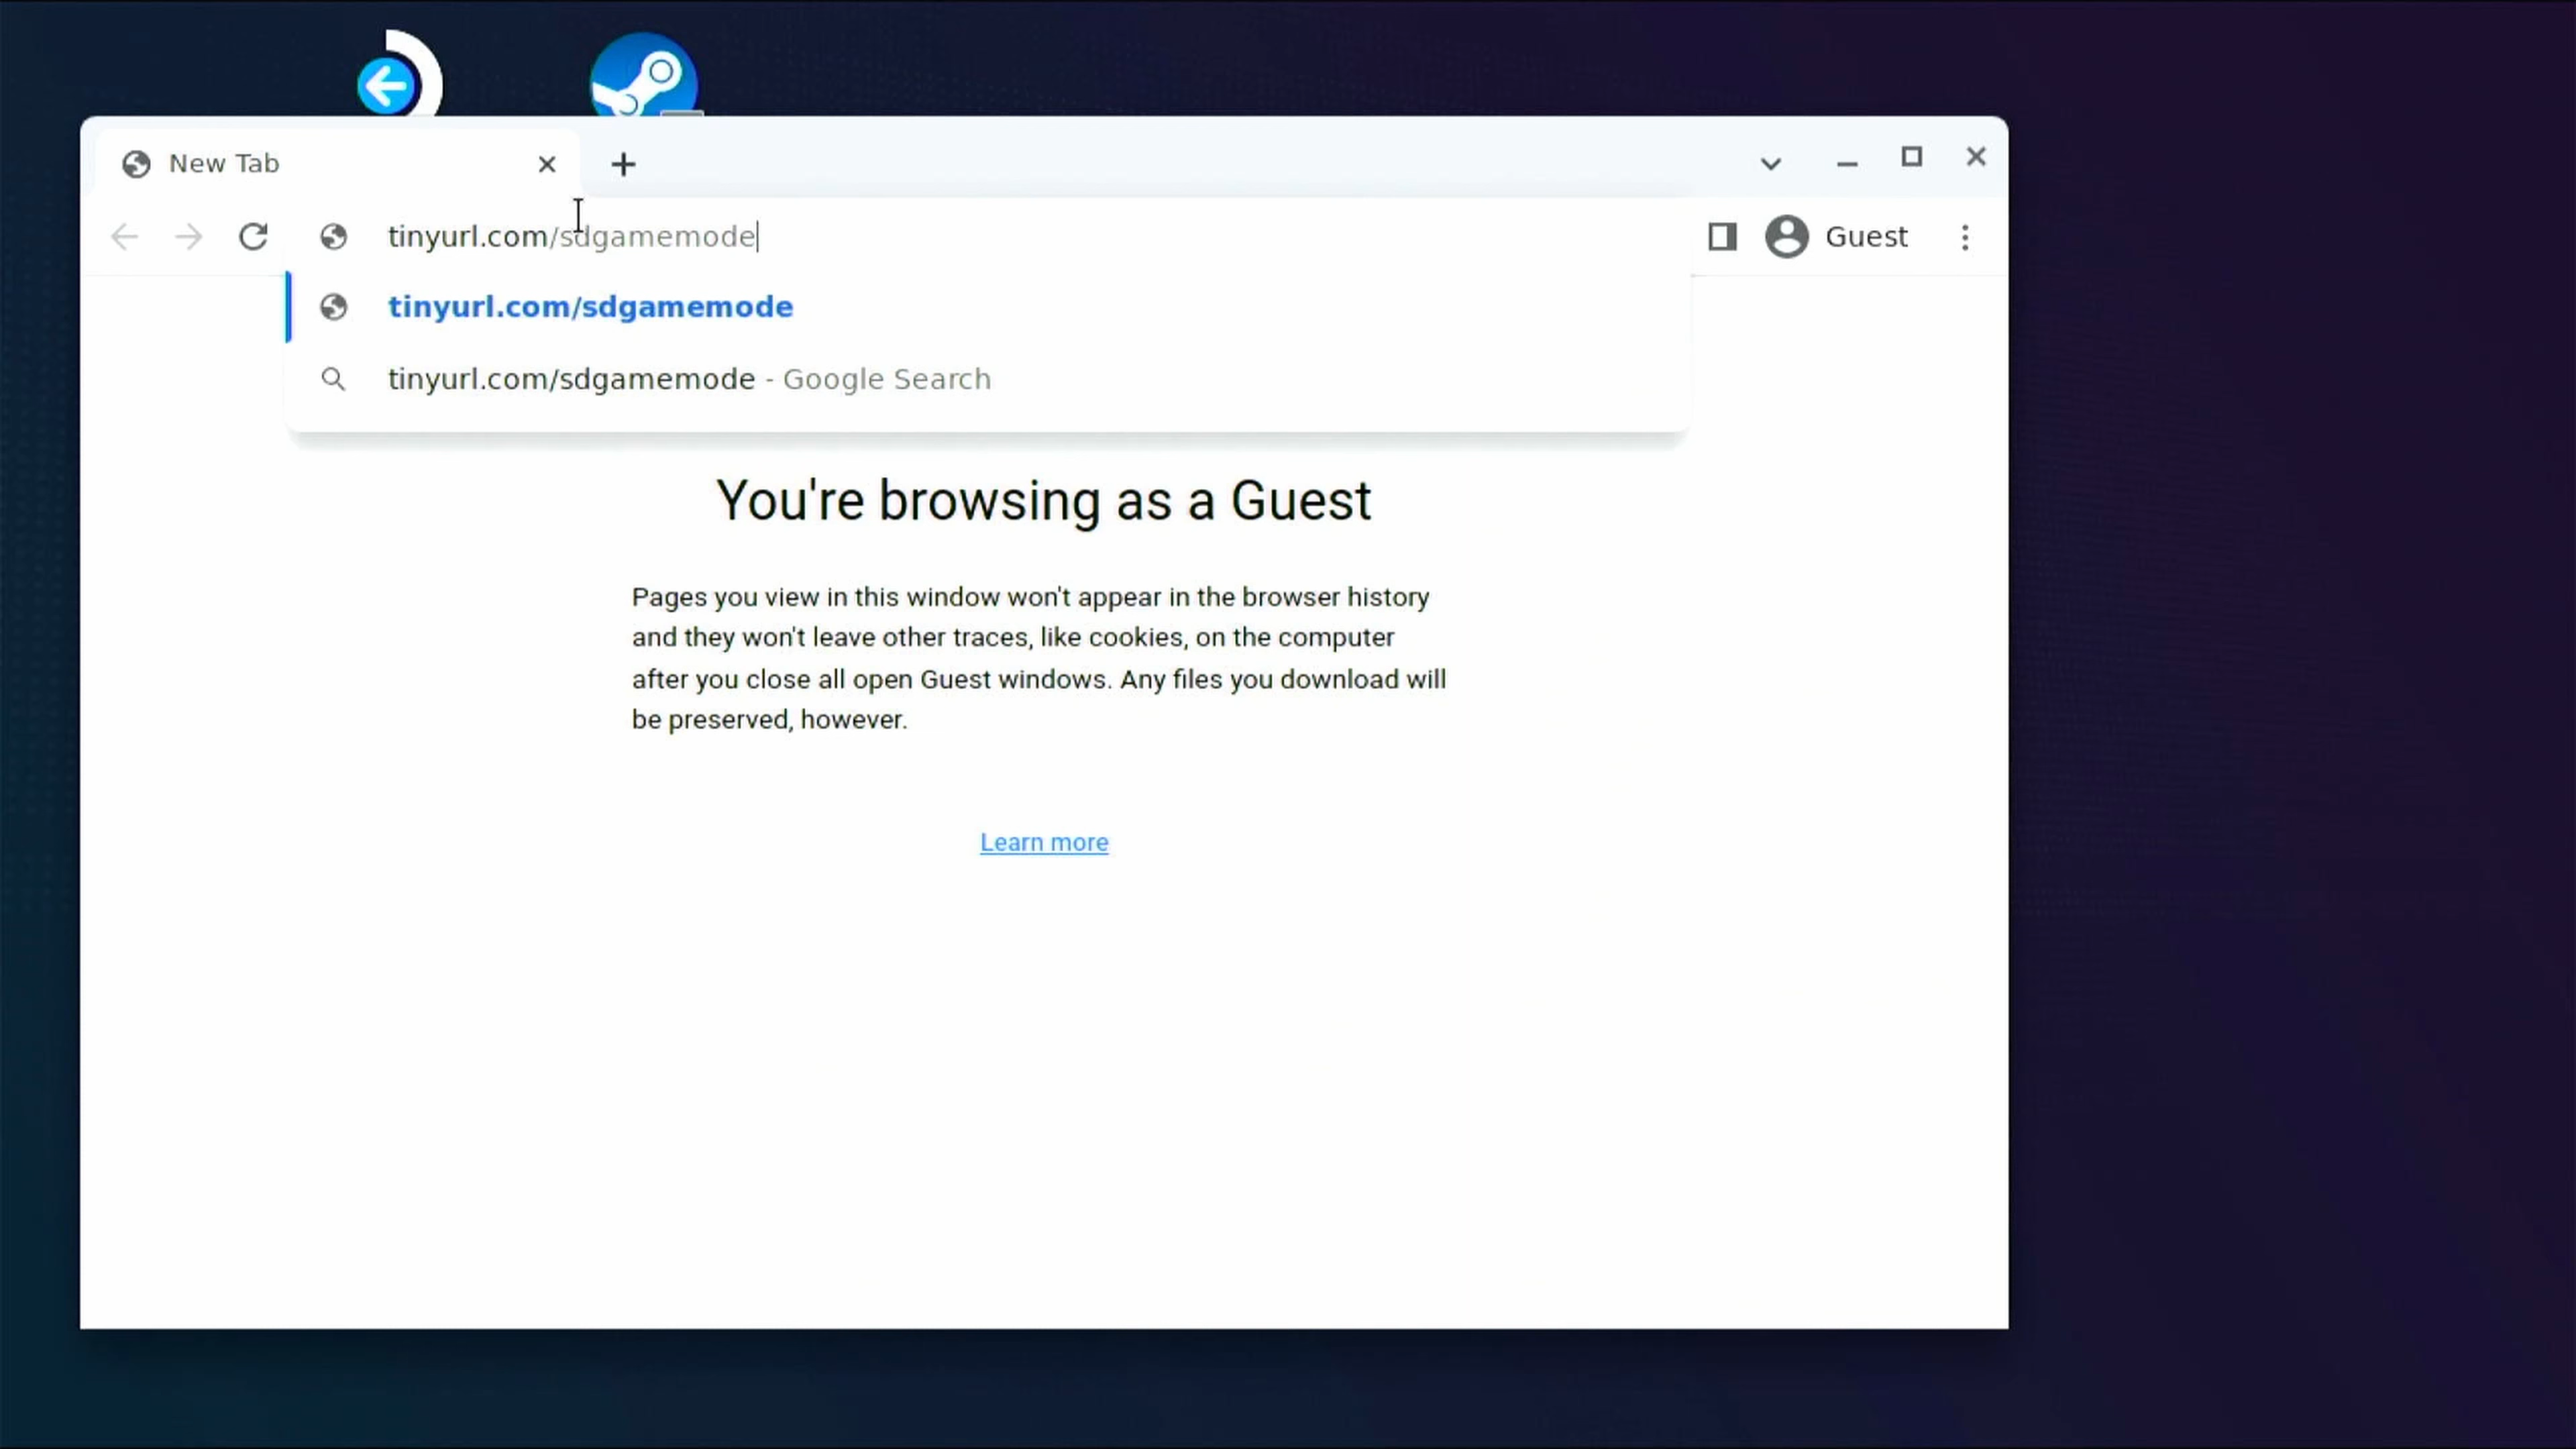 New Tab
tinyurl.com/sdgamemode
Guest
tinyurl.com/sdgamemode
tinyurl.com/sdgamemode - Google Search
You're browsing as a Guest
Pages you view in this window won't appear in the browser history
and they won't leave other traces, like cookies, on the computer
after you close all open Guest windows. Any files you download will
be preserved, however.
Learn more